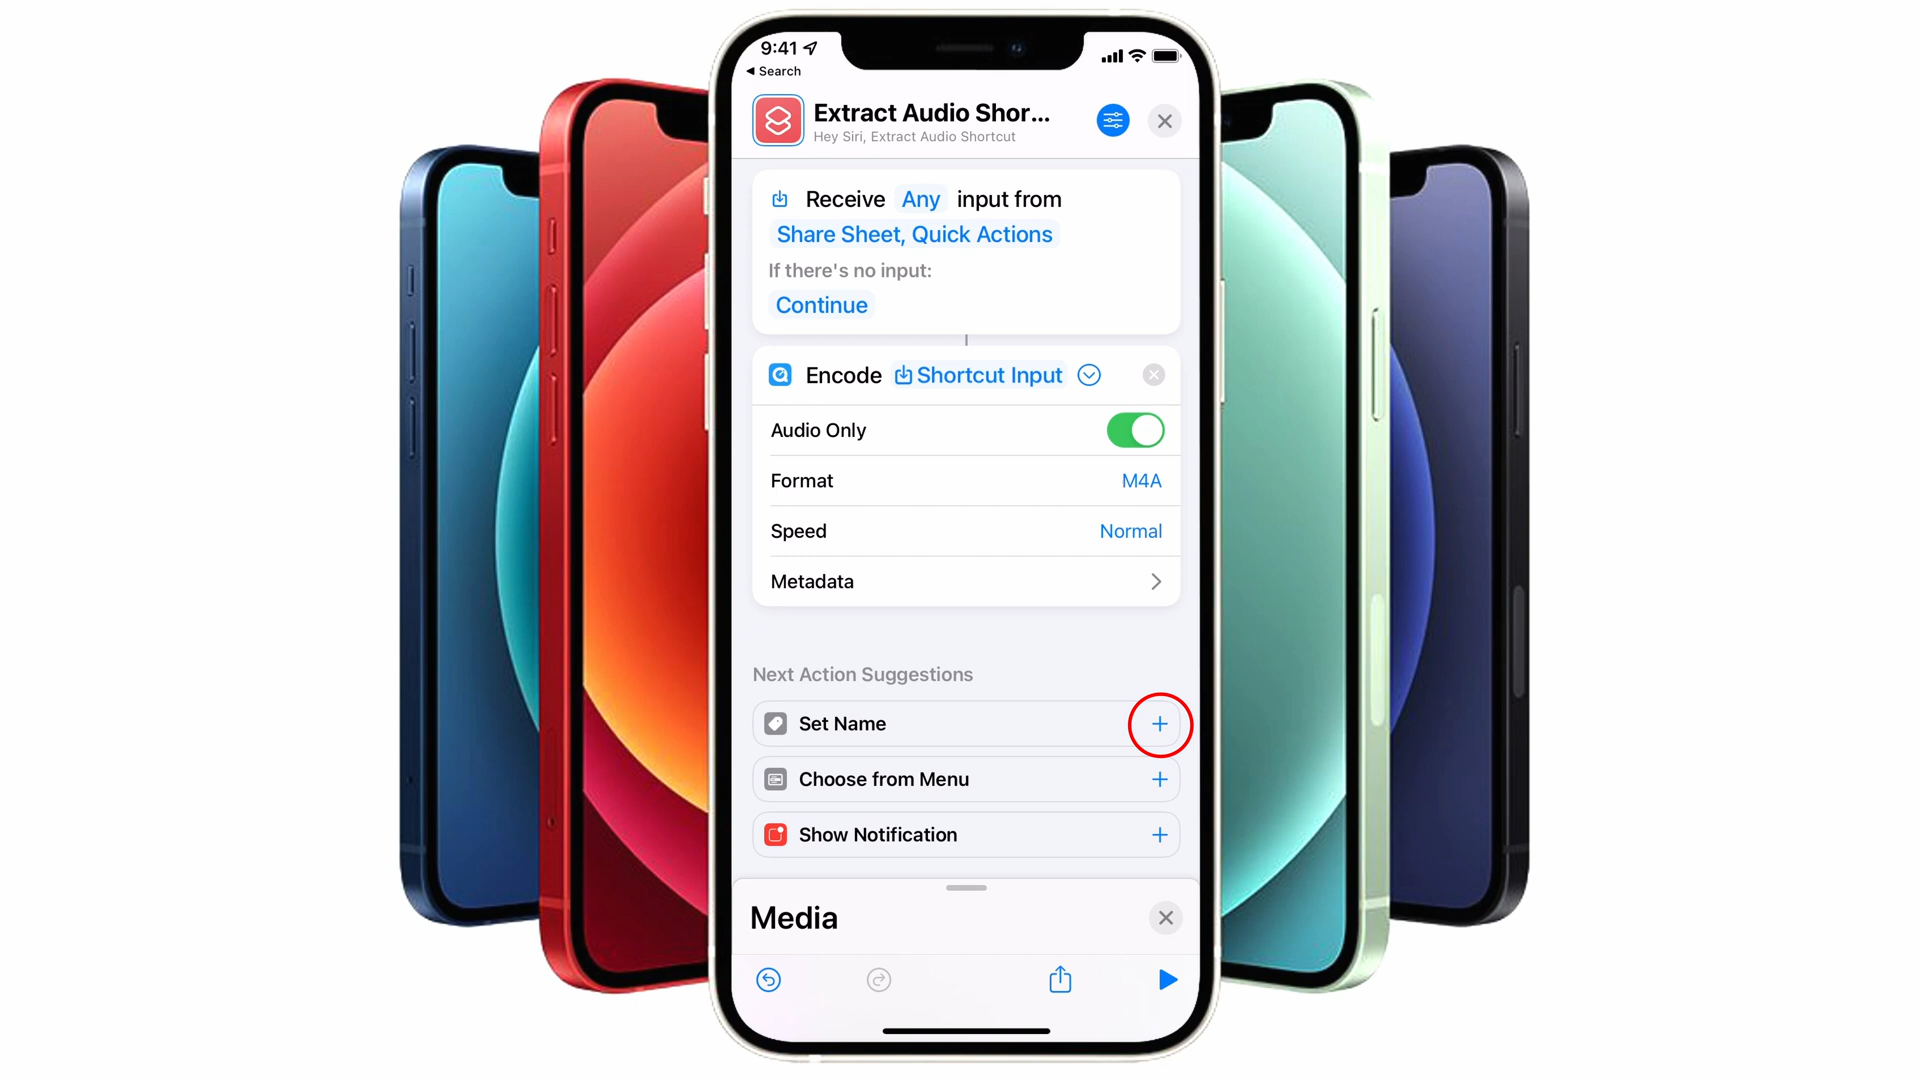 9:41
Search
Extract Audio Shor...
Hey Siri, Extract Audio Shortcut
Receive Any input from
Share Sheet, Quick Actions
If there's no input:
Continue
Encode Shortcut Input
Audio Only
Format M4A
Speed Normal
Metadata
Next Action Suggestions
Set Name
Choose from Menu
Show Notification
Media